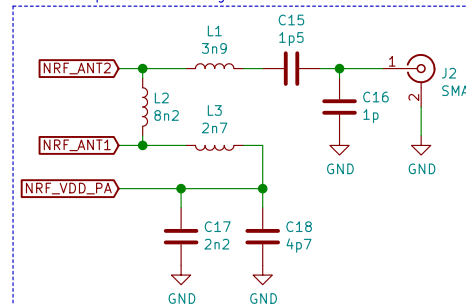 L1
3n9
C15
1p5
NRF_ANT2
1
J2
SMA
L2
8n2
L3
2n7
C16
1p
2
NRF_ANT1
GND
GND
NRF_VDD_PA
C17
2n2
C18
4p7
GND
GND